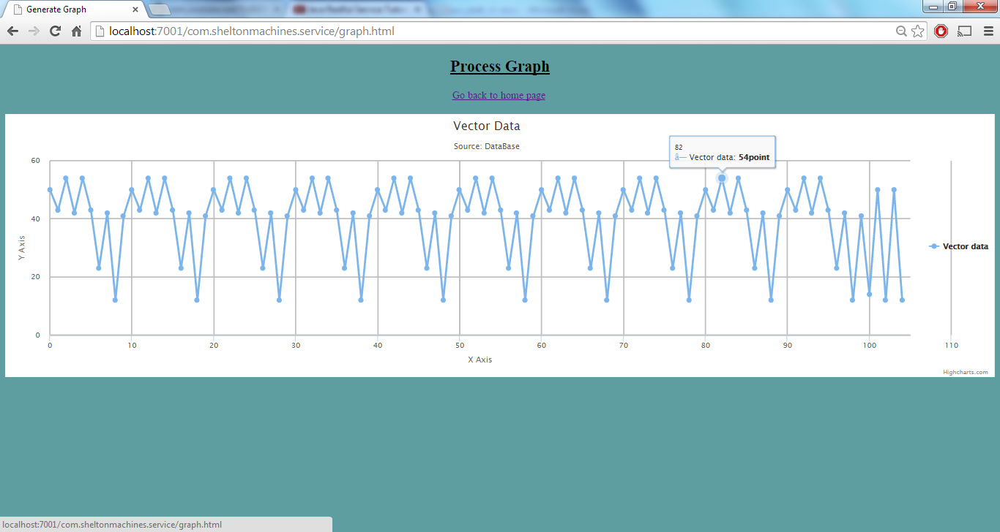 Generate Graph
localhost:7001/com.sheltonmachines.service/graph.html
Process Graph
Go back to home page
Vector Data
Source: DataBase
82
â— Vector data: 54point
60
40
20
0
Y Axis
Vector data
0 10 20 30 40 50 60 70 80 90 100 110
X Axis
Highcharts.com
localhost:7001/com.sheltonmachines.service/graph.html